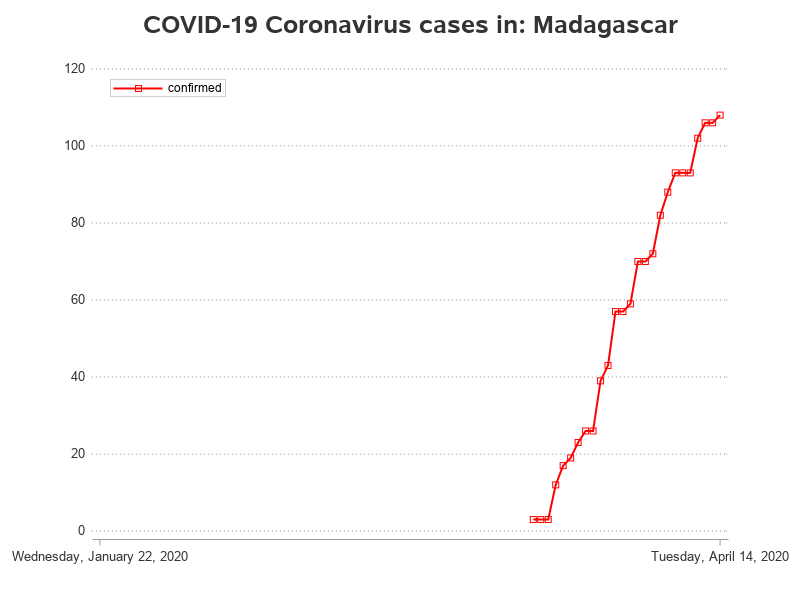 COVID-19 Coronavirus cases in: Madagascar
120
confirmed
100
80
60
40
20
0
Wednesday, January 22, 2020
Tuesday, April 14, 2020